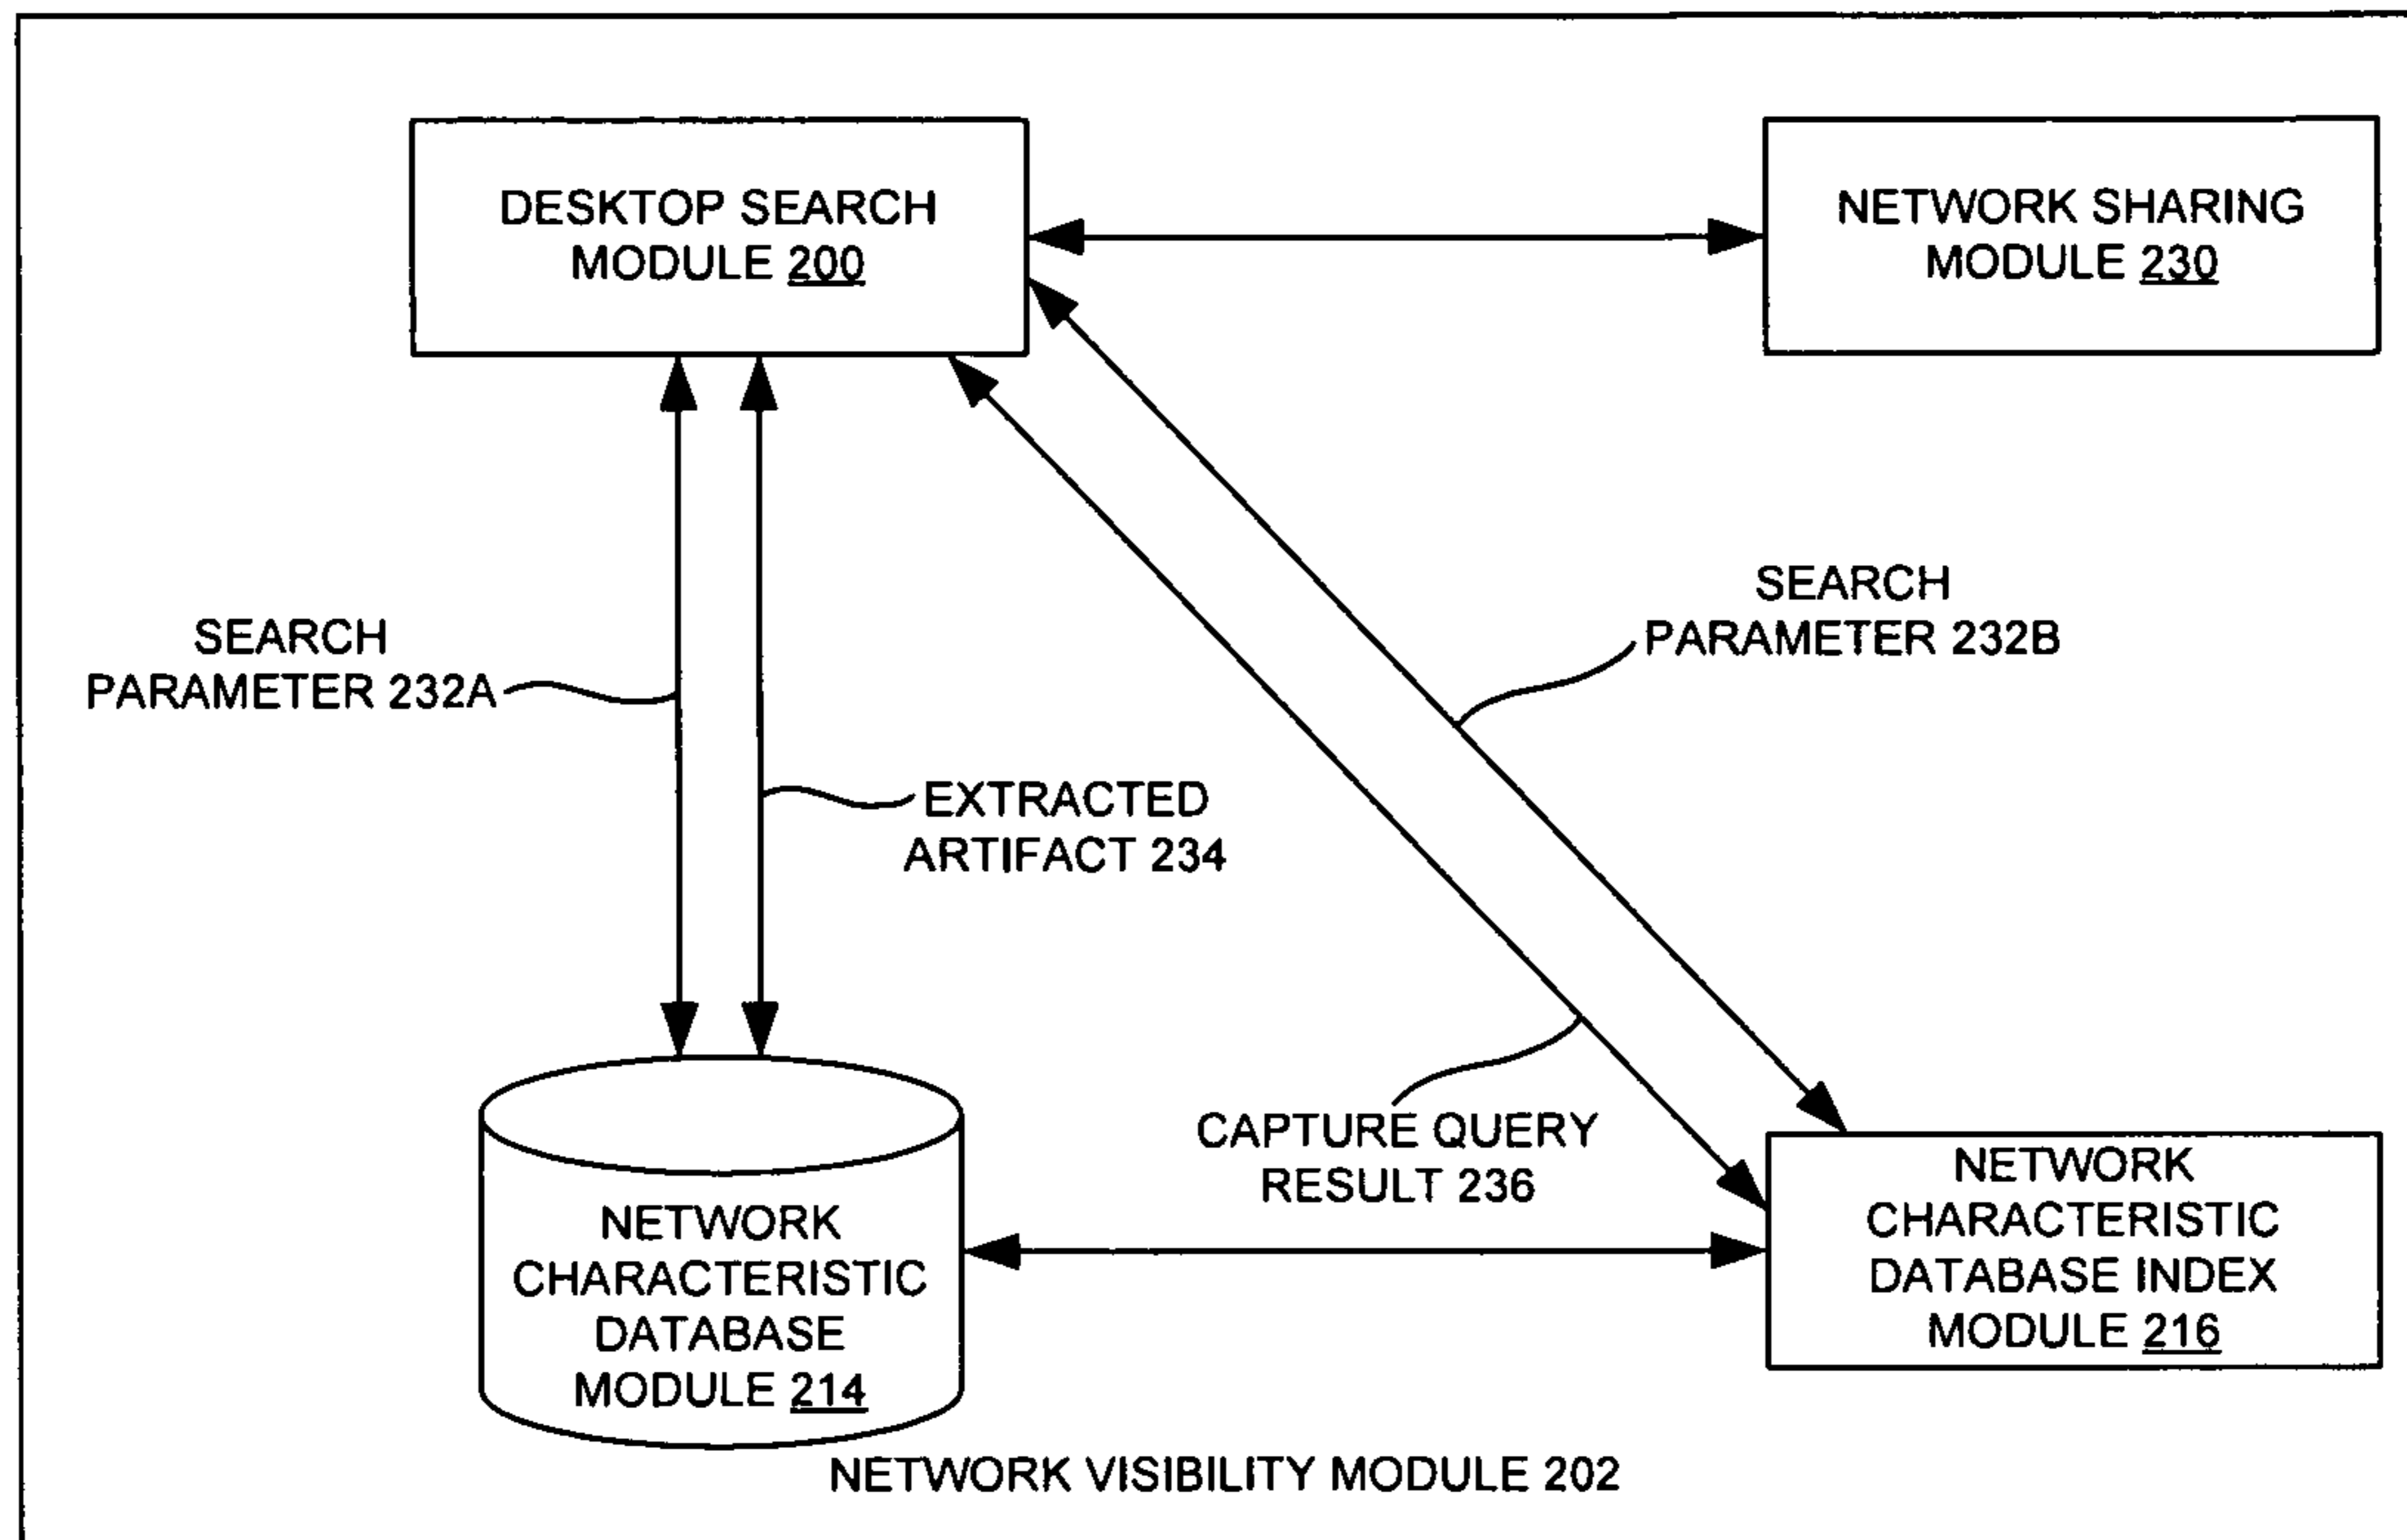 DESKTOP SEARCH
MODULE 200
NETWORK SHARING
MODULE 230
SEARCH
PARAMETER 232A
SEARCH
PARAMETER 232B
EXTRACTED
ARTIFACT 234
CAPTURE QUERY
RESULT 236
NETWORK
CHARACTERISTIC
DATABASE
MODULE 214
NETWORK
CHARACTERISTIC
DATABASE INDEX
MODULE 216
NETWORK VISIBILITY MODULE 202